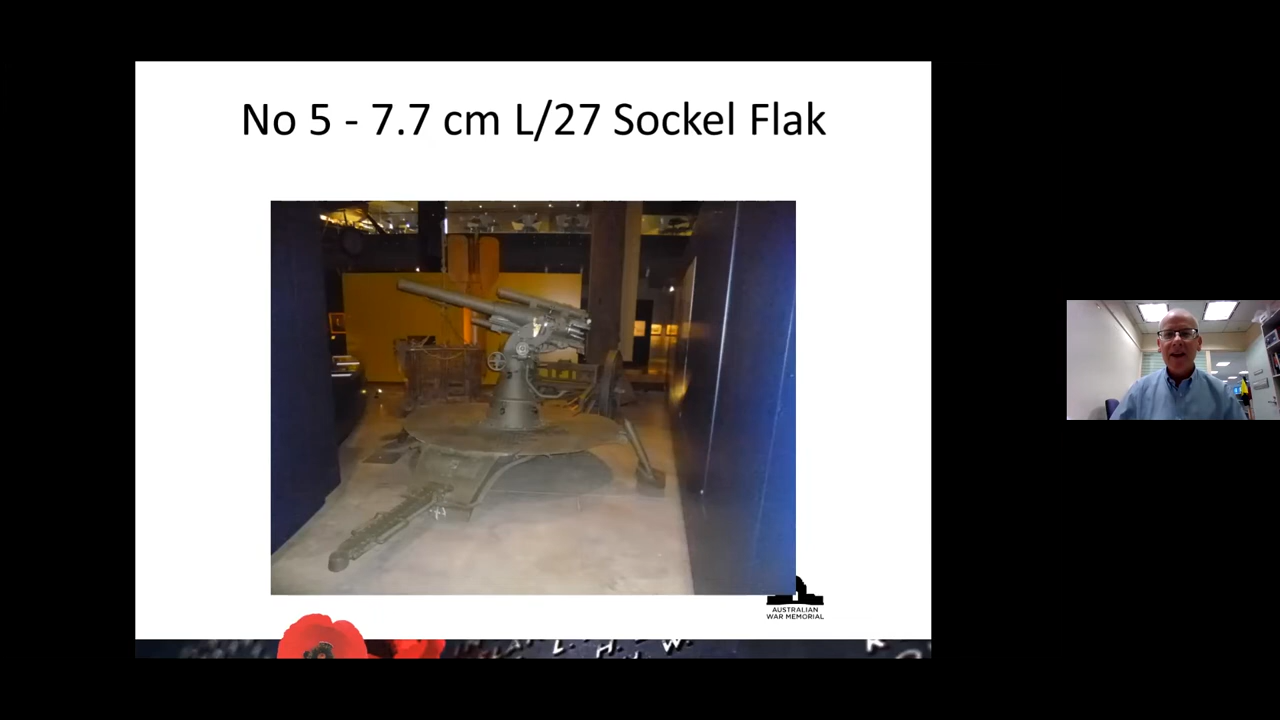 No 5 - 7.7 cm L/27 Sockel Flak
AUSTRALIAN
WAR MEMORIAL
L. H. W.